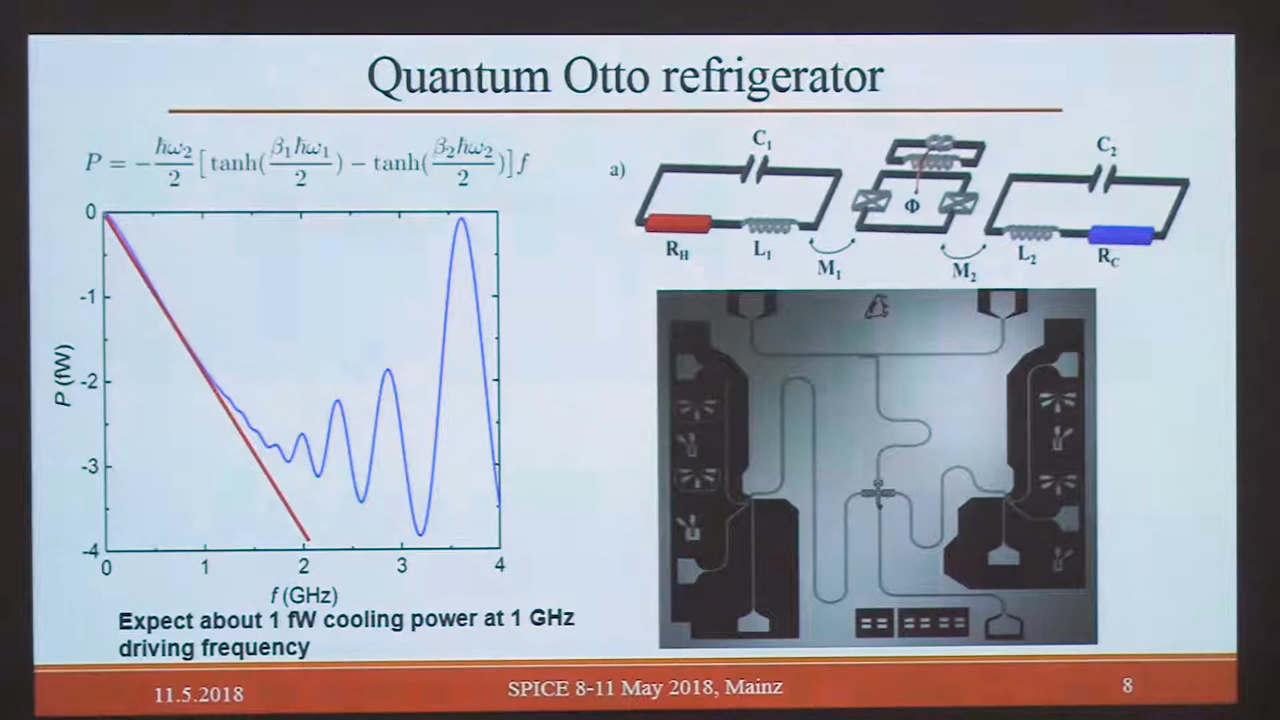 Quantum Otto refrigerator
P = −ħω₂/2 [tanh(β₁ħω₁/2) − tanh(β₂ħω₂/2)] f
a)
C₁
C₂
Φ
R_H
L₁
M₁
M₂
L₂
R_C
0
-1
-2
-3
-4
P (fW)
0 1 2 3 4
f (GHz)
Expect about 1 fW cooling power at 1 GHz
driving frequency
11.5.2018
SPICE 8-11 May 2018, Mainz
8